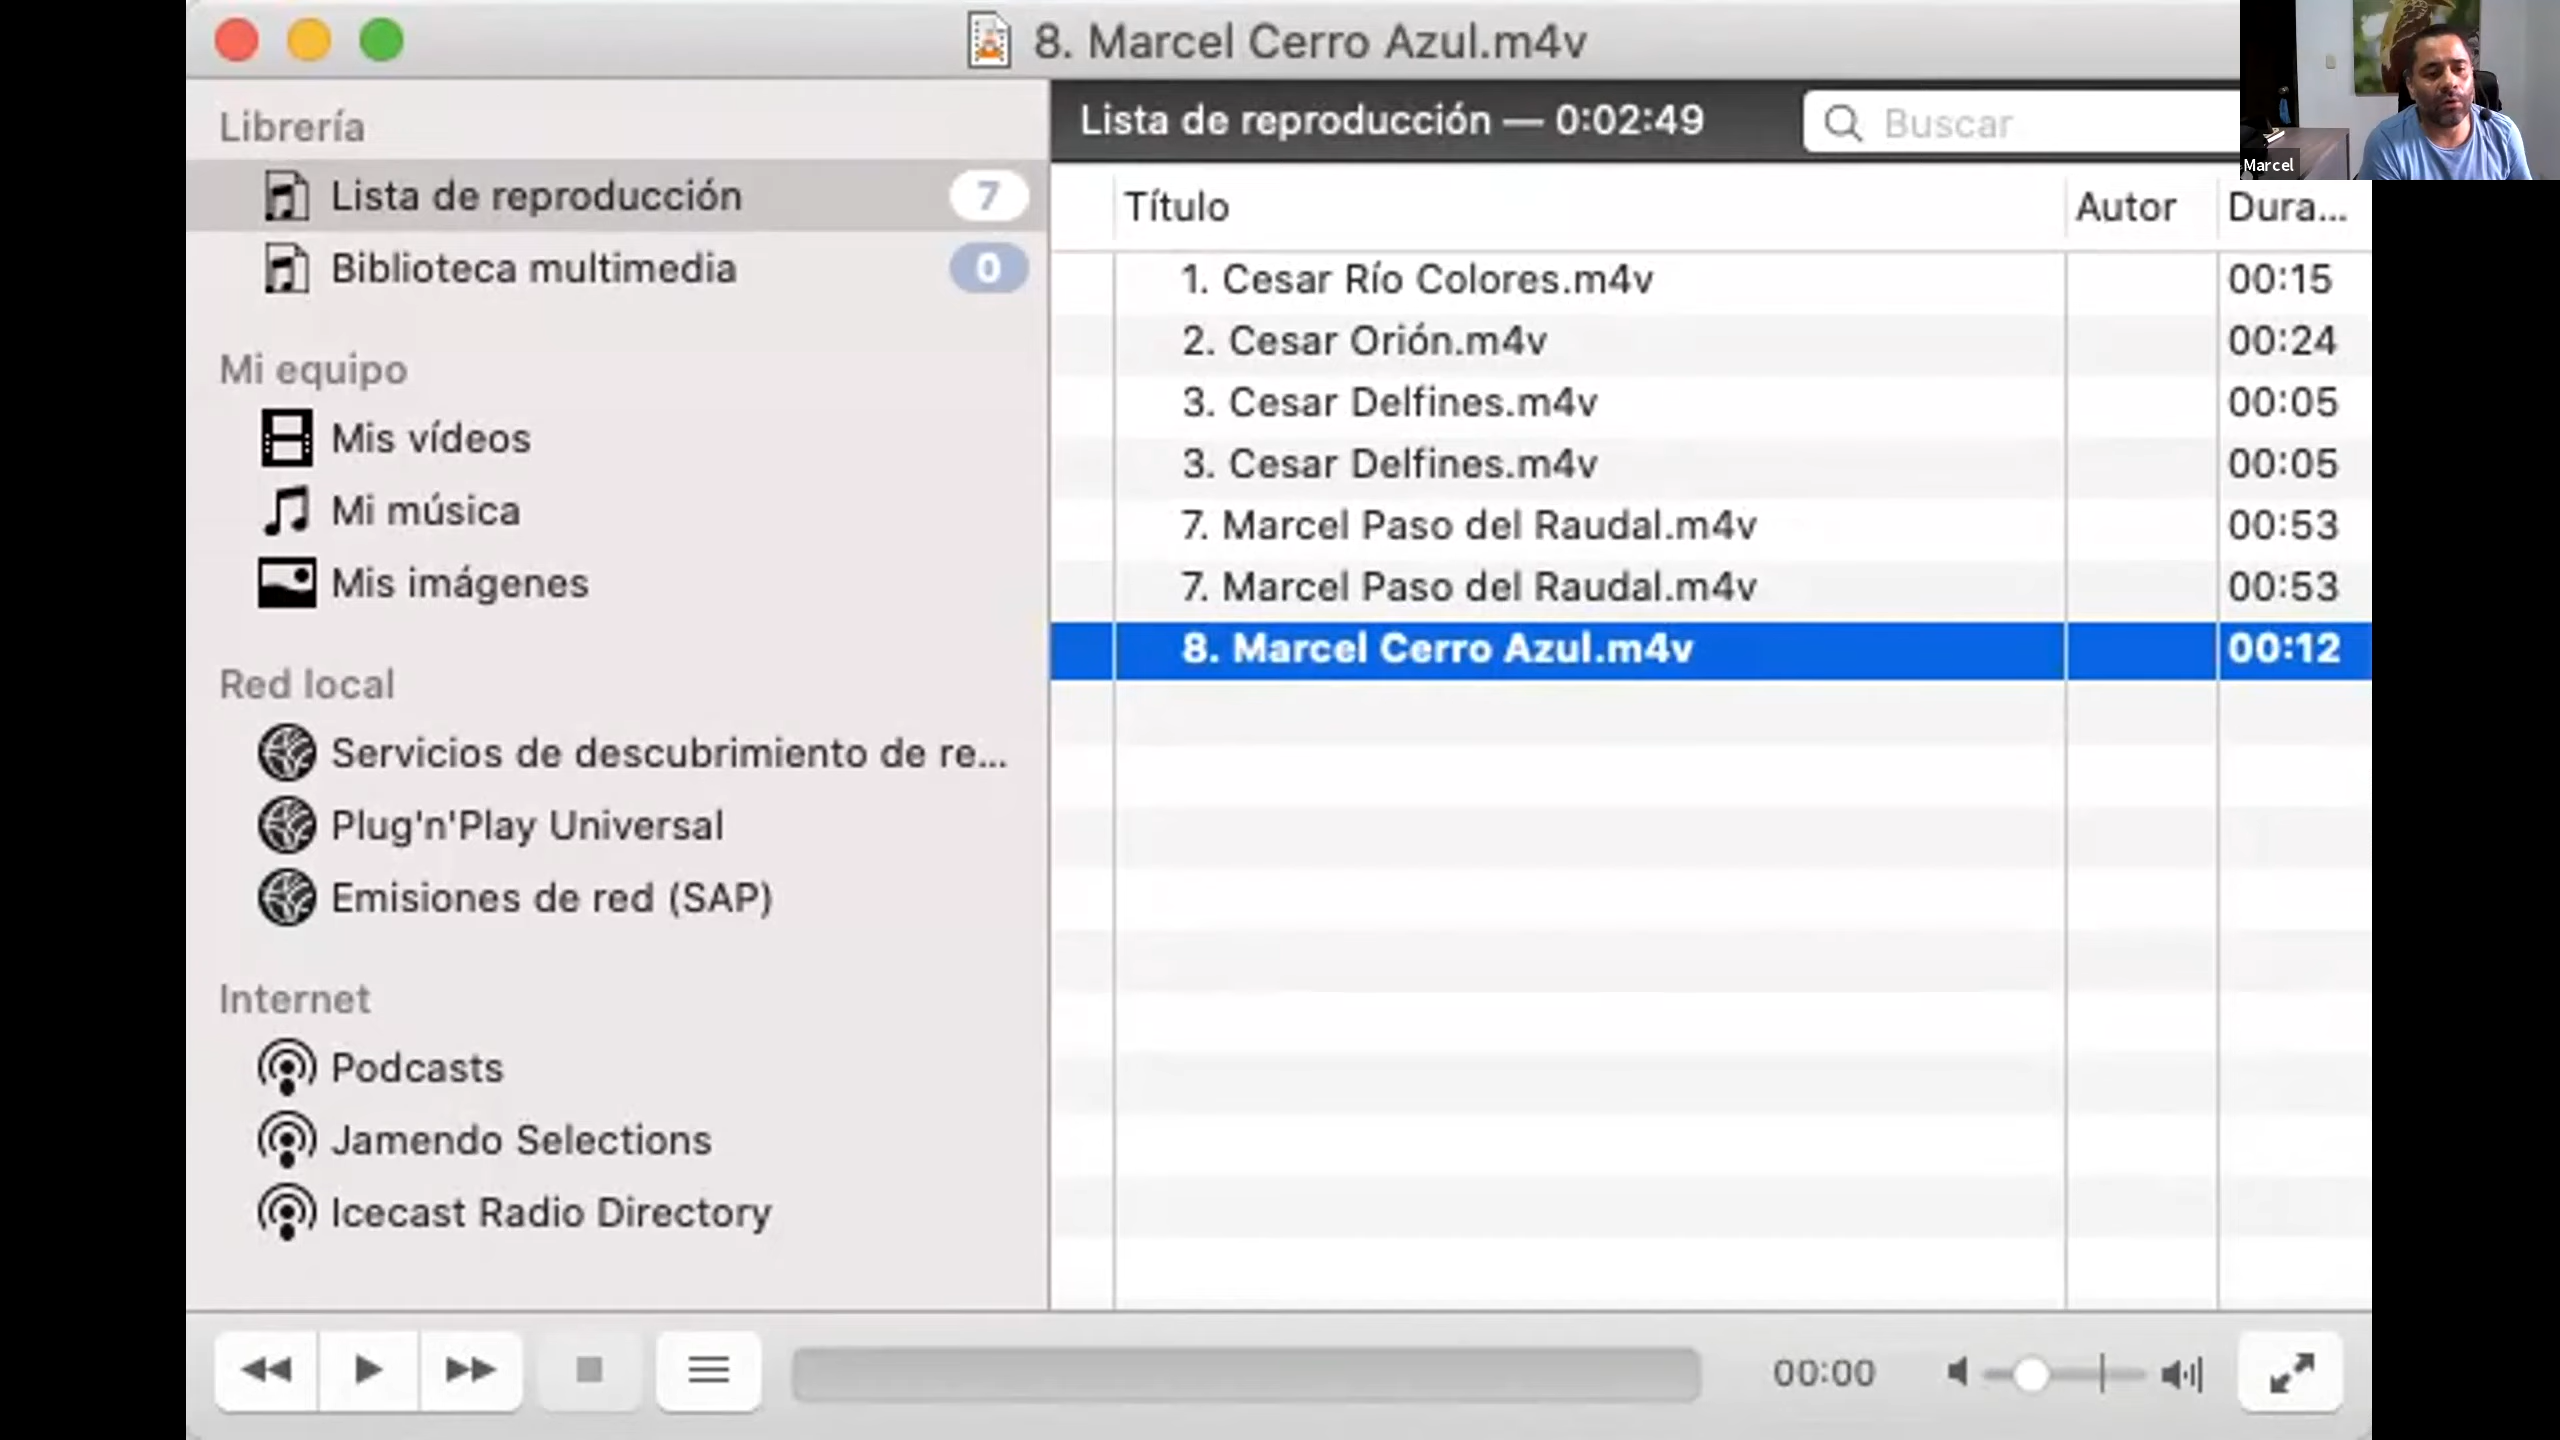 8. Marcel Cerro Azul.m4v
Marcel
Librería
Lista de reproducción 7
Biblioteca multimedia 0
Mi equipo
Mis vídeos
Mi música
Mis imágenes
Red local
Servicios de descubrimiento de re...
Plug'n'Play Universal
Emisiones de red (SAP)
Internet
Podcasts
Jamendo Selections
Icecast Radio Directory
Lista de reproducción — 0:02:49
Buscar
Título Autor Dura...
1. Cesar Río Colores.m4v 00:15
2. Cesar Orión.m4v 00:24
3. Cesar Delfines.m4v 00:05
3. Cesar Delfines.m4v 00:05
7. Marcel Paso del Raudal.m4v 00:53
7. Marcel Paso del Raudal.m4v 00:53
8. Marcel Cerro Azul.m4v 00:12
00:00